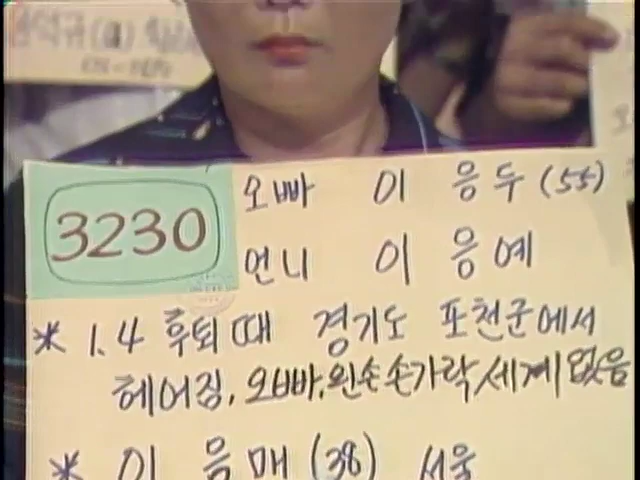 3230
오빠 이 응두 (55)
언니 이 응예
* 1.4 후퇴때 경기도 포천군에서
헤어짐, 오빠, 왼손 손가락 세게 없음
* 이 응매 (38) 서울